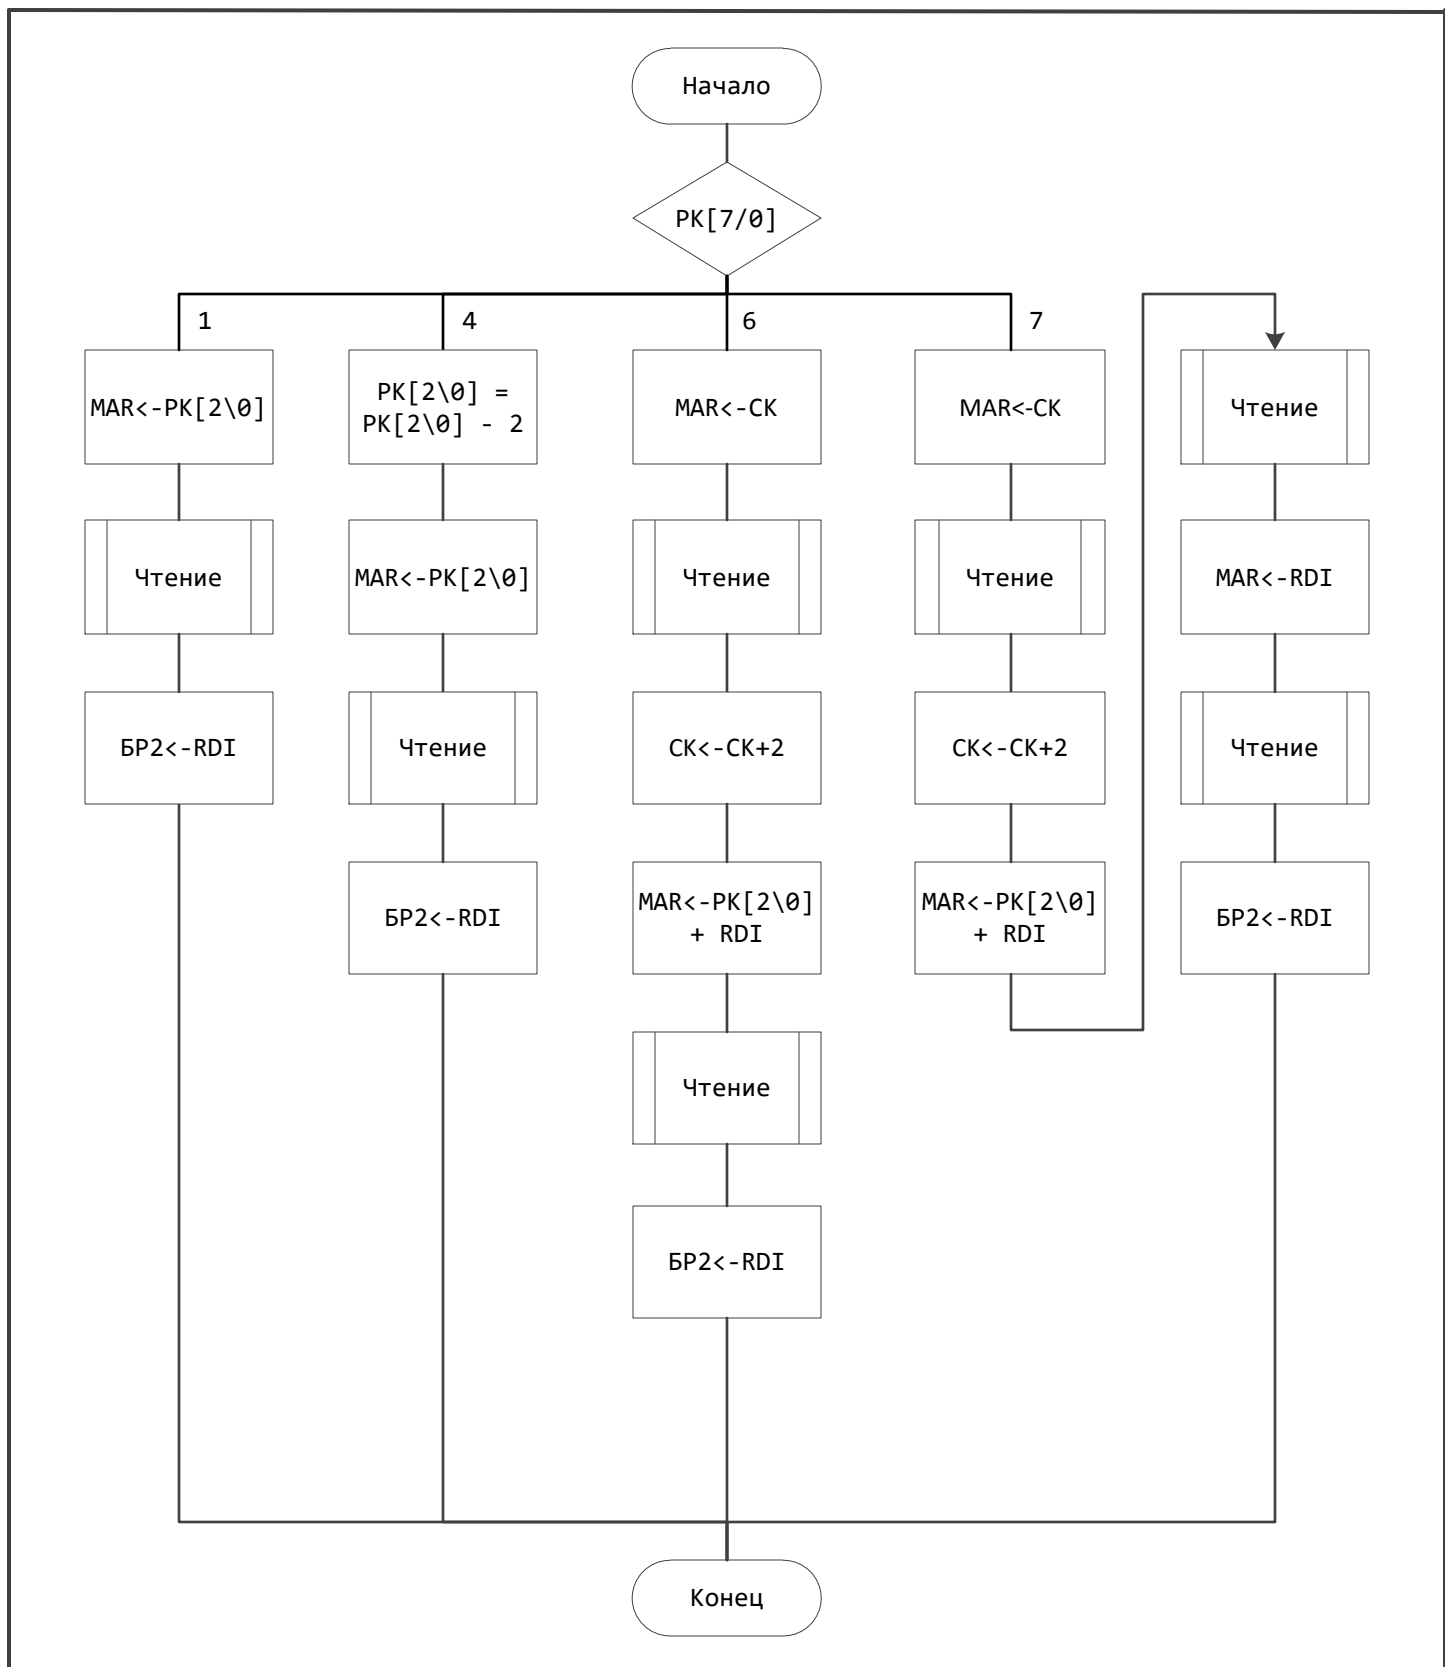 Начало
РК[7/0]
1
MAR<-РК[2\0]
Чтение
БР2<-RDI
4
РК[2\0] =
РК[2\0] - 2
MAR<-РК[2\0]
Чтение
БР2<-RDI
6
MAR<-СК
Чтение
СК<-СК+2
MAR<-РК[2\0]
+ RDI
Чтение
БР2<-RDI
7
MAR<-СК
Чтение
СК<-СК+2
MAR<-РК[2\0]
+ RDI
Чтение
MAR<-RDI
Чтение
БР2<-RDI
Конец